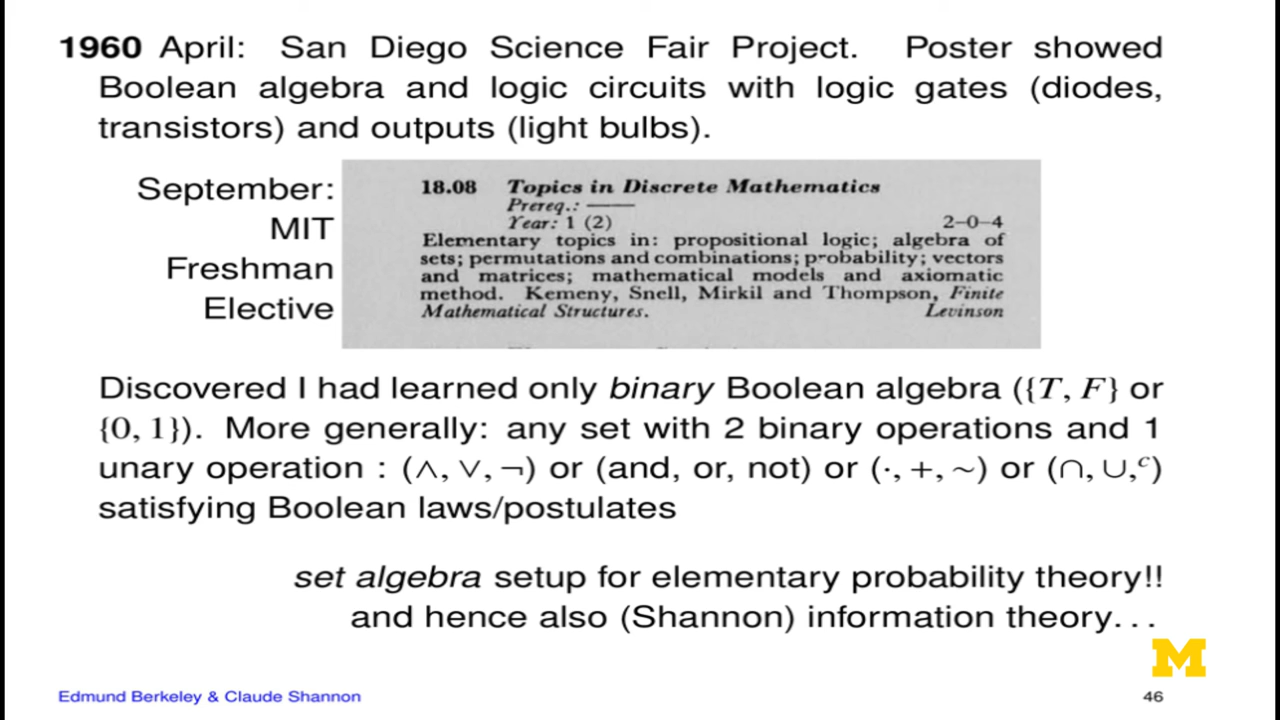 1960 April: San Diego Science Fair Project. Poster showed
Boolean algebra and logic circuits with logic gates (diodes,
transistors) and outputs (light bulbs).
September:
MIT
Freshman
Elective
18.08 Topics in Discrete Mathematics
Prereq.: ——
Year: 1 (2) 2–0–4
Elementary topics in: propositional logic; algebra of
sets; permutations and combinations; probability; vectors
and matrices; mathematical models and axiomatic
method. Kemeny, Snell, Mirkil and Thompson, Finite
Mathematical Structures. Levinson
Discovered I had learned only binary Boolean algebra ({T, F} or
{0, 1}). More generally: any set with 2 binary operations and 1
unary operation : (∧, ∨, ¬) or (and, or, not) or (·, +, ∼) or (∩, ∪,ᶜ)
satisfying Boolean laws/postulates
set algebra setup for elementary probability theory!!
and hence also (Shannon) information theory...
M
Edmund Berkeley & Claude Shannon 46